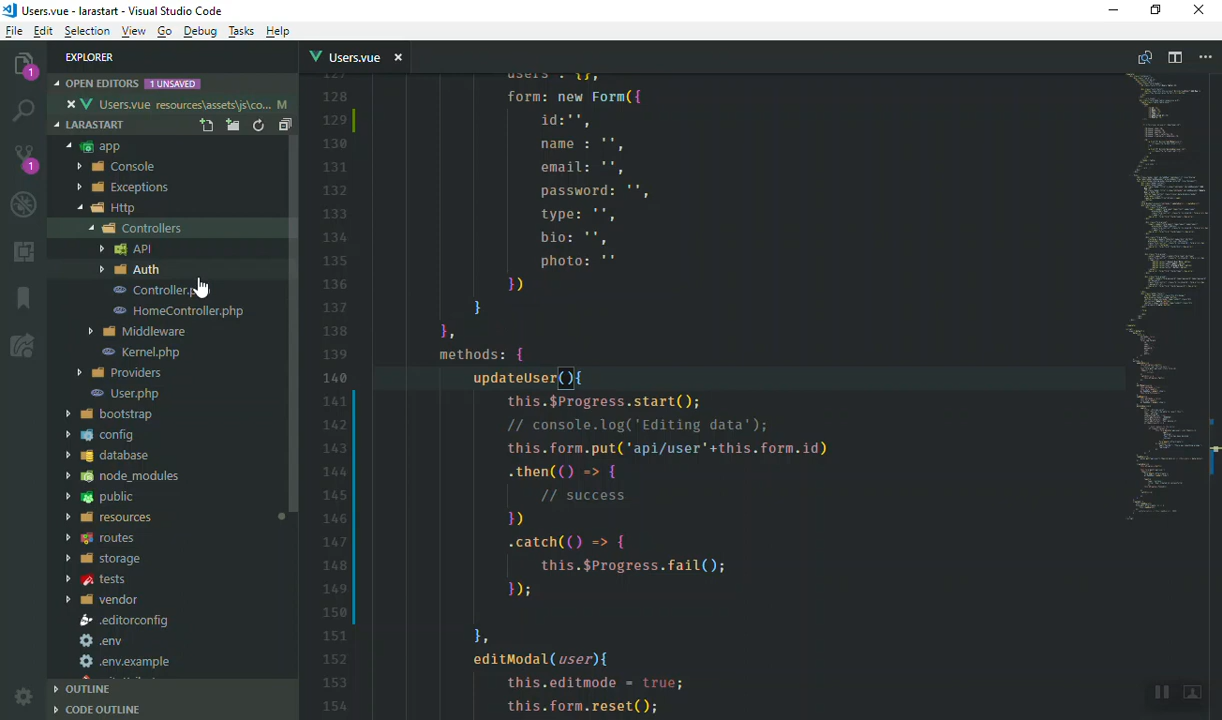 Users.vue - larastart - Visual Studio Code
File Edit Selection View Go Debug Tasks Help
EXPLORER
Users.vue
OPEN EDITORS 1 UNSAVED
Users.vue resources\assets\js\co... M
LARASTART
app
Console
Exceptions
Http
Controllers
API
Auth
HomeController.php
Middleware
Kernel.php
Providers
User.php
bootstrap
config
database
node_modules
public
resources
routes
storage
tests
vendor
.editorconfig
.env
.env.example
OUTLINE
CODE OUTLINE
1
1
127 users : {},
128 form: new Form({
129 id:'',
130 name : '',
131 email: '',
132 password: '',
133 type: '',
134 bio: '',
135 photo: ''
136 })
137 }
138 },
139 methods: {
140 updateUser(){
141 this.$Progress.start();
142 // console.log('Editing data');
143 this.form.put('api/user'+this.form.id)
144 .then(() => {
145 // success
146 })
147 .catch(() => {
148 this.$Progress.fail();
149 });
150
151 },
152 editModal(user){
153 this.editmode = true;
154 this.form.reset();